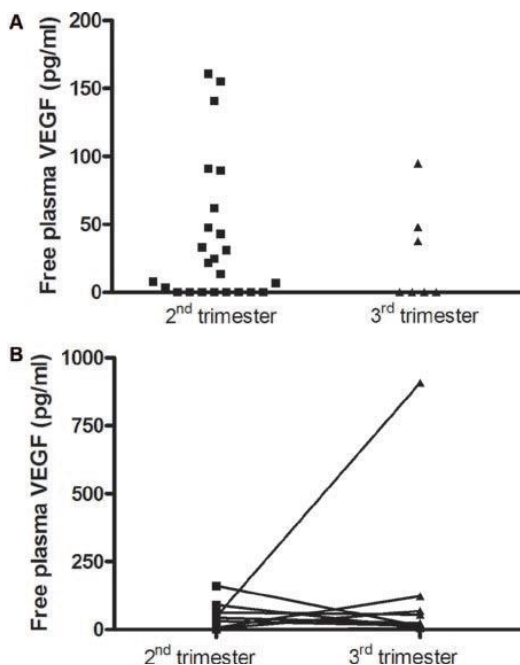 A
Free plasma VEGF (pg/ml)
200
150
100
50
0
2nd trimester
3rd trimester
B
Free plasma VEGF (pg/ml)
1000
750
500
250
0
2nd trimester
3rd trimester